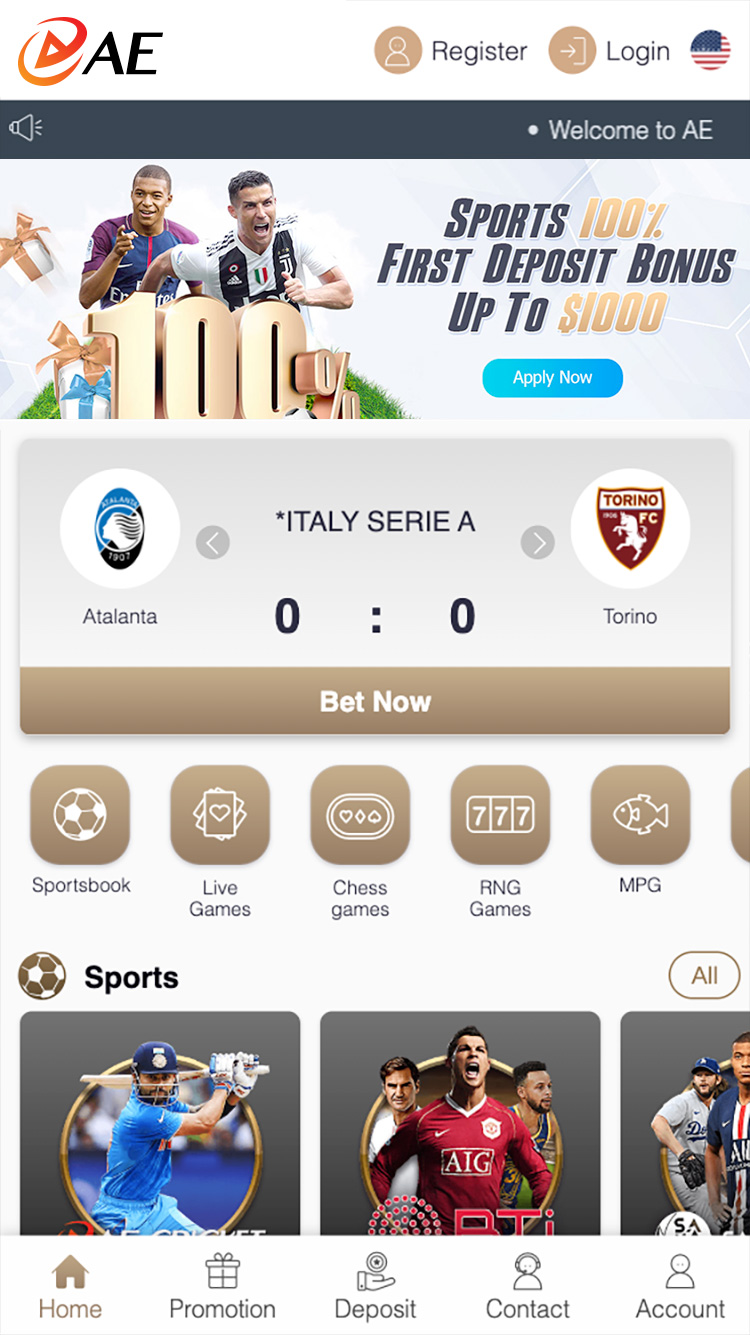 AE
Register
Login
• Welcome to AE
SPORTS 100%
FIRST DEPOSIT BONUS
UP TO $1000
Apply Now
100%
ATALANTA
1907
*ITALY SERIE A
TORINO
1906 FC
Atalanta
0 : 0
Torino
Bet Now
777
Sportsbook
Live
Games
Chess
games
RNG
Games
MPG
Sports
All
AIG
AE CRICKET
BTi
SA
Home
Promotion
Deposit
Contact
Account